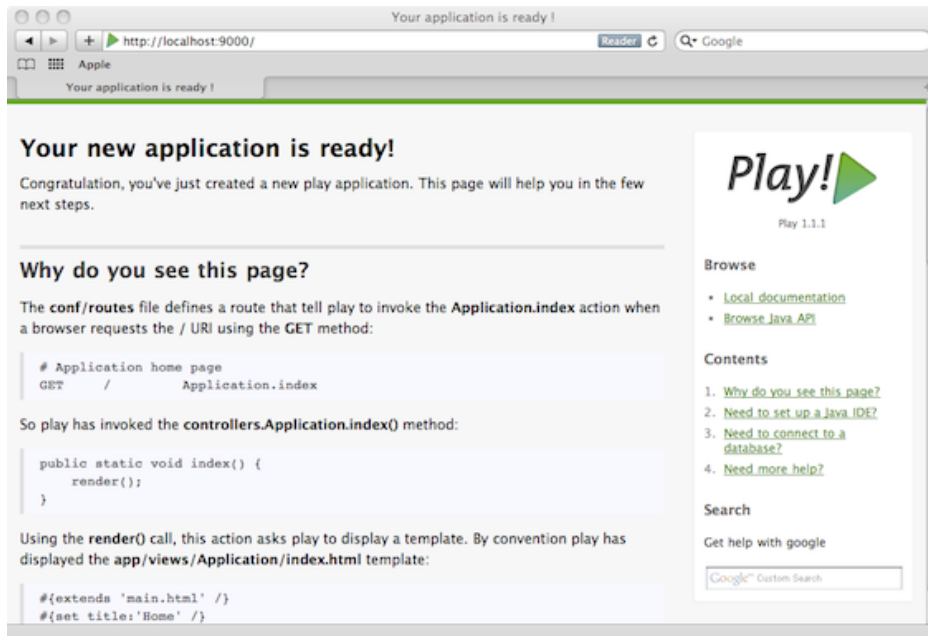 Your application is ready !
http://localhost:9000/
Reader
Google
Apple
Your application is ready !
Your new application is ready!
Congratulation, you've just created a new play application. This page will help you in the few
next steps.
Why do you see this page?
The conf/routes file defines a route that tell play to invoke the Application.index action when
a browser requests the / URI using the GET method:
# Application home page
GET / Application.index
So play has invoked the controllers.Application.index() method:
public static void index() {
render();
}
Using the render() call, this action asks play to display a template. By convention play has
displayed the app/views/Application/index.html template:
#{extends 'main.html' /}
#{set title:'Home' /}
Play!
Play 1.1.1
Browse
Local documentation
Browse Java API
Contents
1. Why do you see this page?
2. Need to set up a Java IDE?
3. Need to connect to a
database?
4. Need more help?
Search
Get help with google
Google™ Custom Search